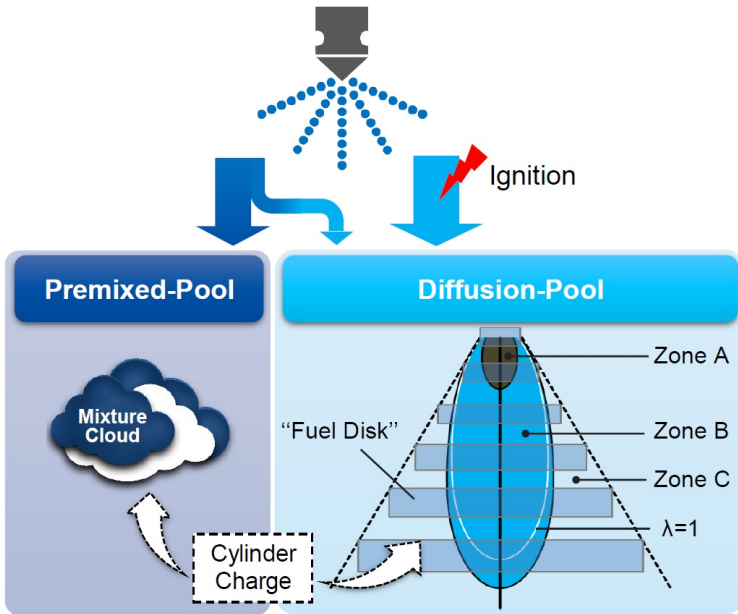 Ignition
Premixed-Pool
Diffusion-Pool
Mixture
Cloud
Zone A
"Fuel Disk"
Zone B
Zone C
λ=1
Cylinder
Charge